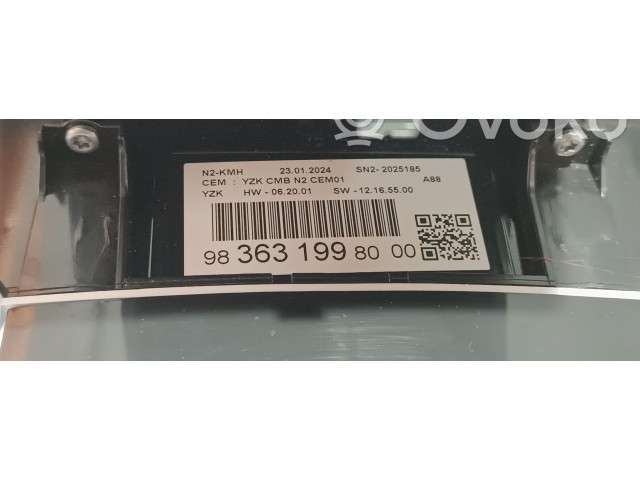 Ovoko
N2-KMH 23.01.2024 SN2- 2025185
CEM : YZK CMB N2 CEM01 A88
YZK HW - 06.20.01 SW - 12.16.55.00
98 363 199 80 00